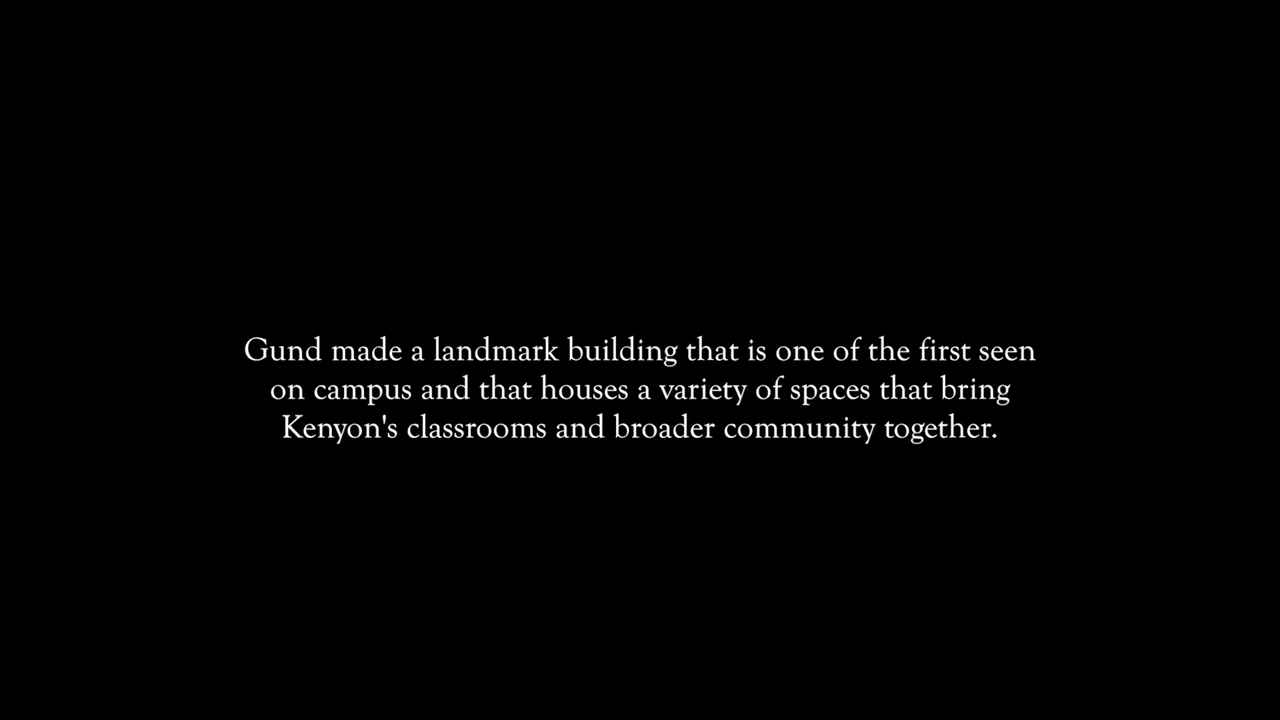 Gund made a landmark building that is one of the first seen
on campus and that houses a variety of spaces that bring
Kenyon's classrooms and broader community together.